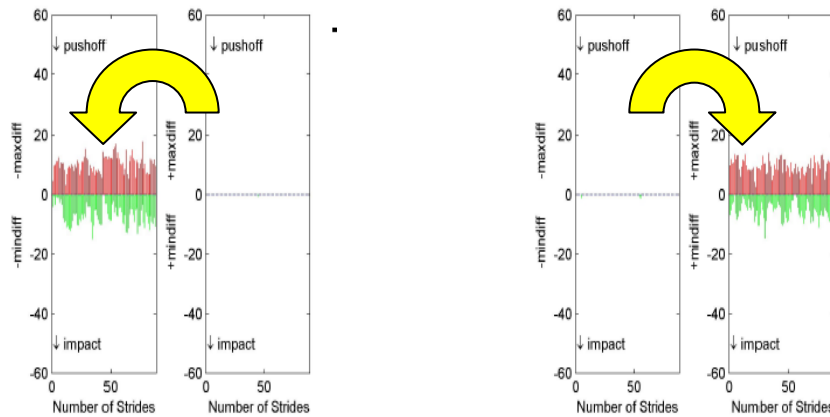 60
↓ pushoff
40
20
0
-20
-40
↓ impact
-60
-maxdiff
-mindiff
0 50
Number of Strides
60
↓ pushoff
20
0
-20
-40
↓ impact
-60
+maxdiff
+mindiff
0 50
Number of Strides
60
↓ pushoff
40
20
0
-20
-40
↓ impact
-60
-maxdiff
-mindiff
0 50
Number of Strides
60
↓ pushoff
20
0
-20
-40
↓ impact
-60
+maxdiff
+mindiff
0 50
Number of Strides